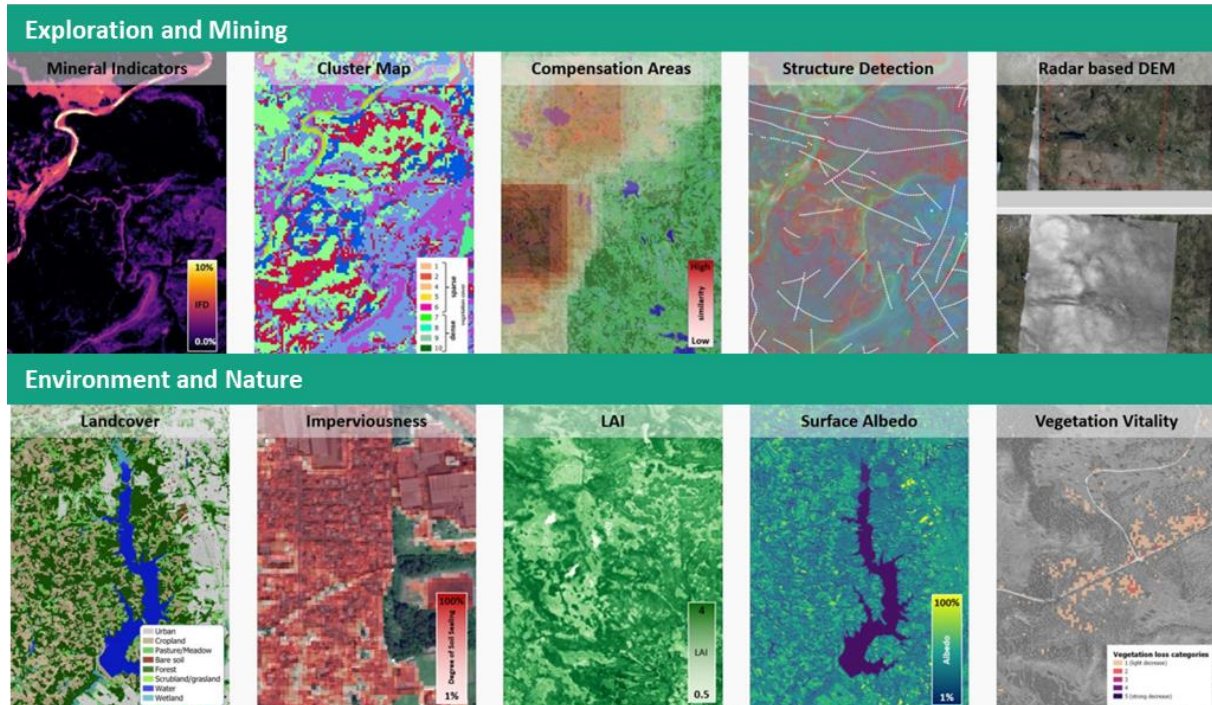 Exploration and Mining
Mineral Indicators
10%
IFD
0.0%
Cluster Map
1
2
4
5
6
7
8
9
10
sparse
dense
vegetation cover
Compensation Areas
High
similarity
Low
Structure Detection
Radar based DEM
Environment and Nature
Landcover
Urban
Cropland
Pasture/Meadow
Bare soil
Forest
Scrubland/grasland
Water
Wetland
Imperviousness
100%
Degree of Soil Sealing
1%
LAI
4
LAI
0.5
Surface Albedo
100%
Albedo
1%
Vegetation Vitality
Vegetation loss categories
1 (light decrease)
2
3
4
5 (strong decrease)